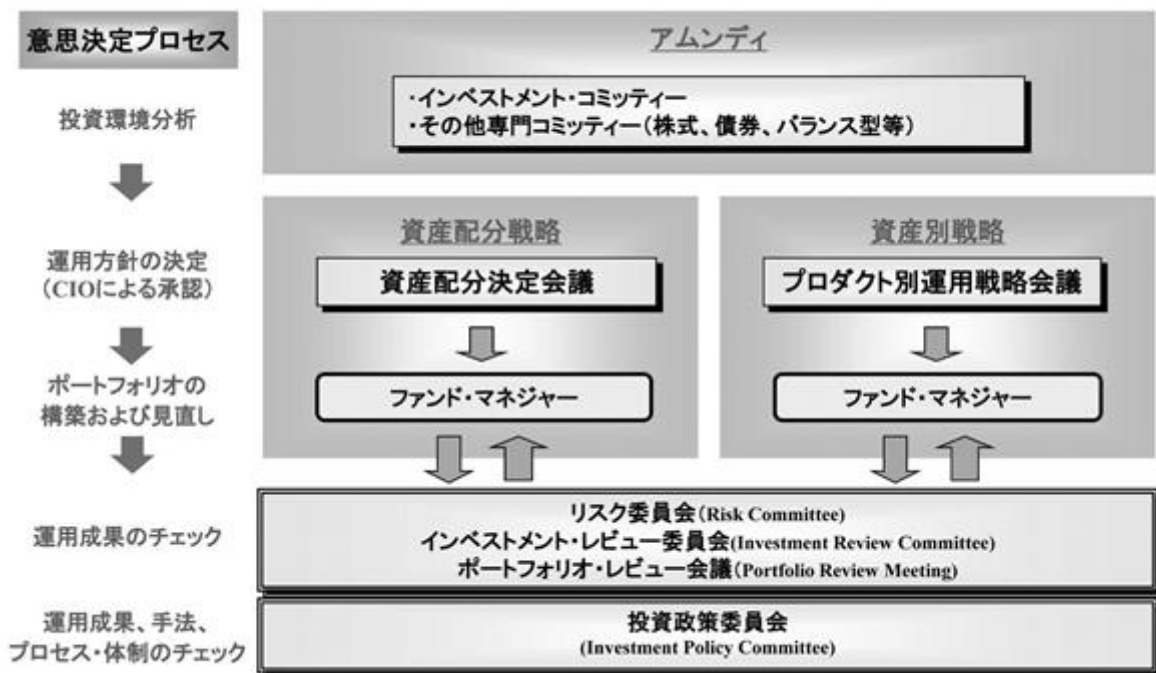 意思決定プロセス
アムンディ
・インベストメント・コミッティー
・その他専門コミッティー(株式、債券、バランス型等)
投資環境分析
資産配分戦略
資産別戦略
運用方針の決定
(CIOによる承認)
資産配分決定会議
プロダクト別運用戦略会議
ポートフォリオの
構築および見直し
ファンド・マネジャー
ファンド・マネジャー
運用成果のチェック
リスク委員会(Risk Committee)
インベストメント・レビュー委員会(Investment Review Committee)
ポートフォリオ・レビュー会議(Portfolio Review Meeting)
運用成果、手法、
プロセス・体制のチェック
投資政策委員会
(Investment Policy Committee)